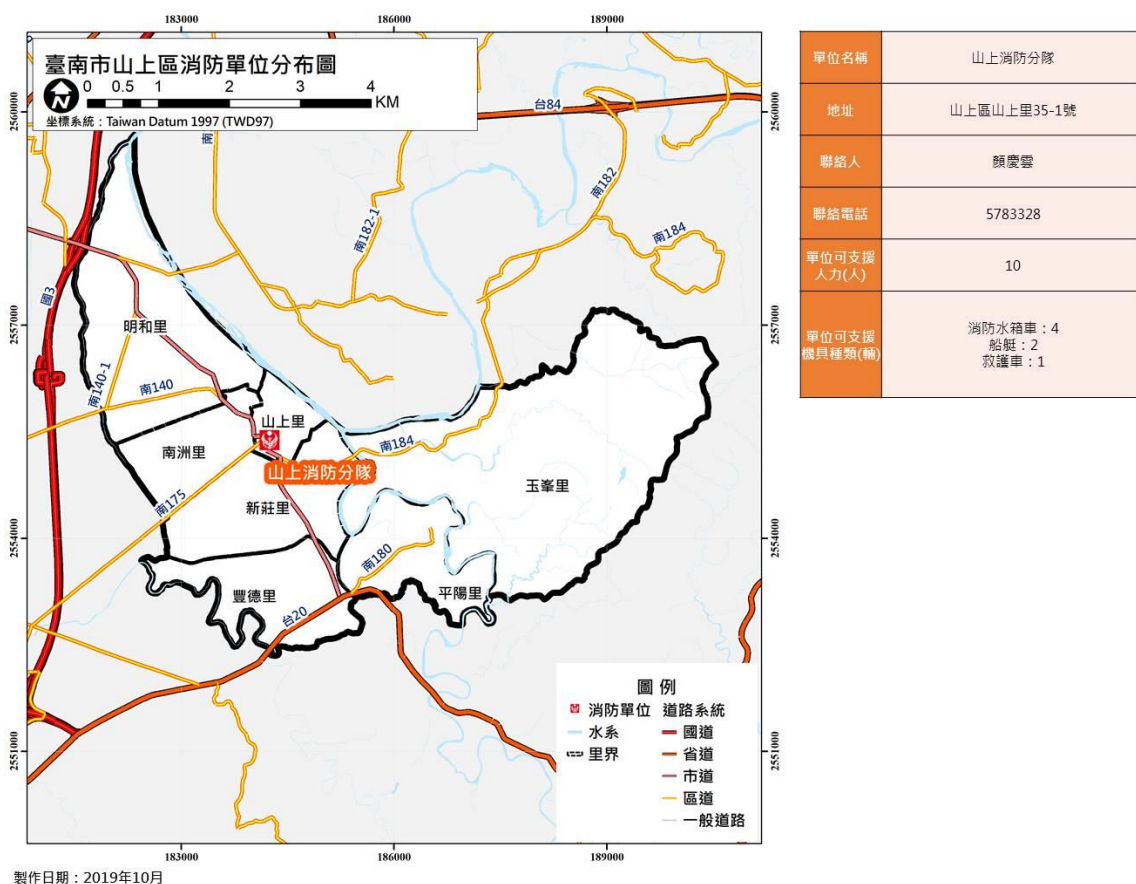 183000 186000 189000
臺南市山上區消防單位分布圖
N
0 0.5 1 2 3 4
KM
坐標系統：Taiwan Datum 1997 (TWD97)
2560000
2560000
台84
南182
南182-1
南184
國3
2557000
2557000
明和里
南140-1
南140
山上里
南洲里
南184
山上消防分隊
玉峯里
南175
新莊里
2554000
2554000
南180
豐德里
平陽里
台20
圖例
消防單位 道路系統
水系 國道
里界 省道
市道
區道
一般道路
2551000
2551000
183000 186000 189000
製作日期：2019年10月
單位名稱 山上消防分隊
地址 山上區山上里35-1號
聯絡人 顏慶雲
聯絡電話 5783328
單位可支援
人力(人) 10
單位可支援
機具種類(輛)
消防水箱車：4
船艇：2
救護車：1